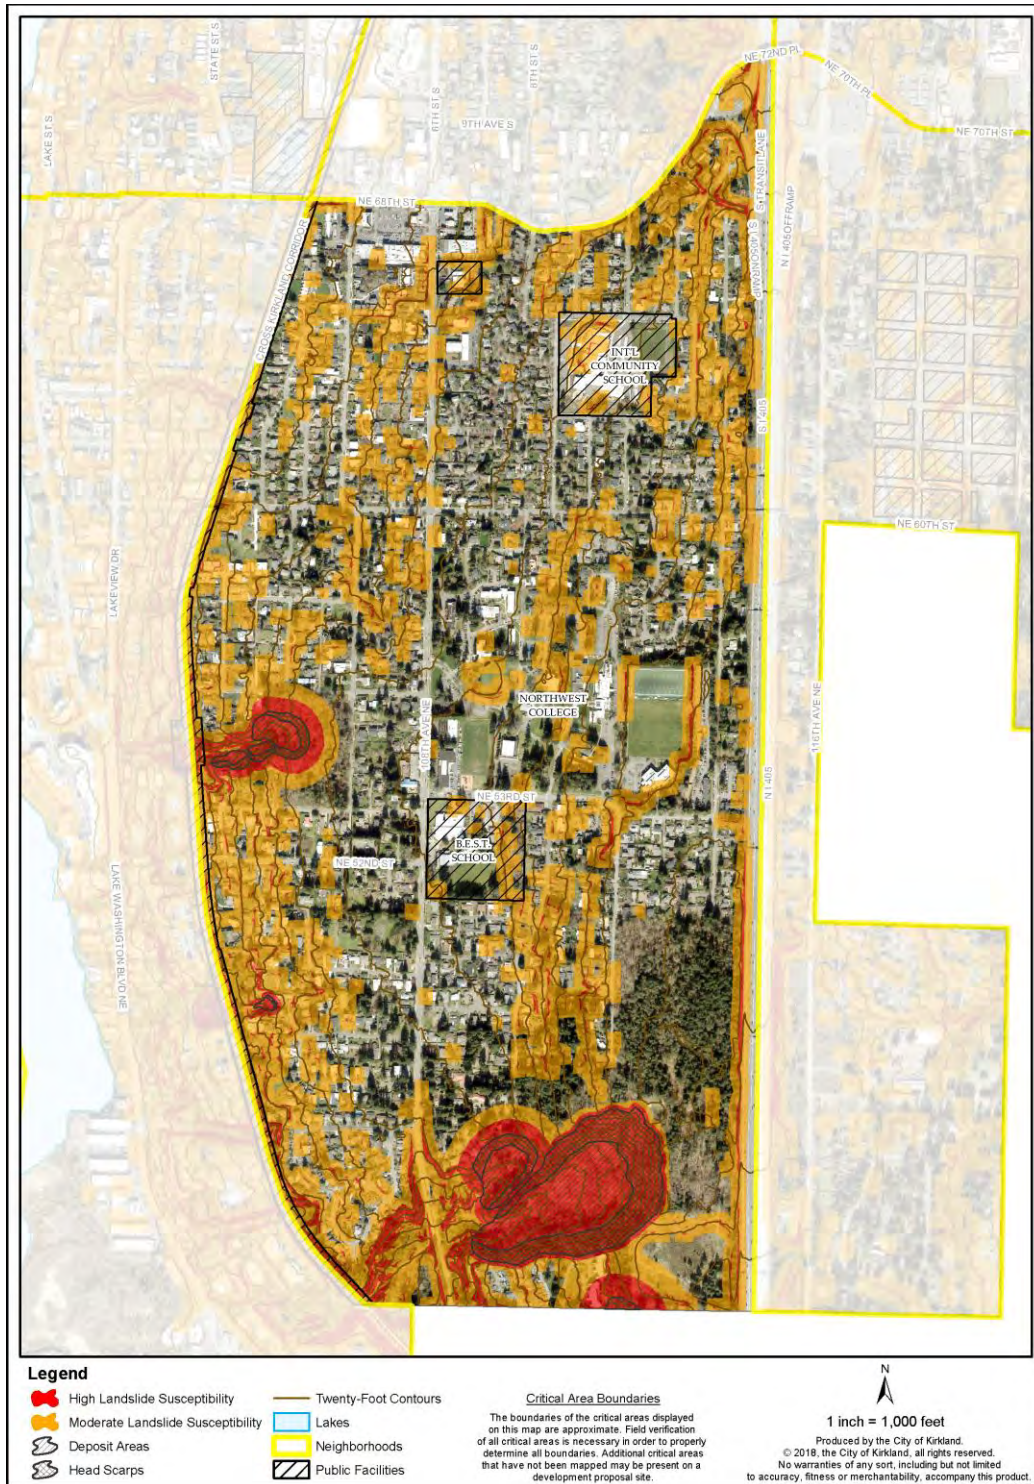 NE 72ND PL
NE 70TH PL
NE 70TH ST
STATE ST S
LAKE ST S
6TH ST S
8TH ST S
9TH AVE S
NE 68TH ST
CROSS KIRKLAND CORRIDOR
S TRANSIT LANE
S I 405 ONRAMP
N I 405 OFFRAMP
INT'L
COMMUNITY
SCHOOL
S I 405
NE 60TH ST
LAKEVIEW DR
116TH AVE NE
NORTHWEST
COLLEGE
108TH AVE NE
N I 405
NE 53RD ST
B.E.S.T.
SCHOOL
NE 52ND ST
LAKE WASHINGTON BLVD NE
Legend
High Landslide Susceptibility
Moderate Landslide Susceptibility
Deposit Areas
Head Scarps
Twenty-Foot Contours
Lakes
Neighborhoods
Public Facilities
Critical Area Boundaries
The boundaries of the critical areas displayed
on this map are approximate. Field verification
of all critical areas is necessary in order to properly
determine all boundaries. Additional critical areas
that have not been mapped may be present on a
development proposal site.
N
1 inch = 1,000 feet
Produced by the City of Kirkland.
© 2018, the City of Kirkland, all rights reserved.
No warranties of any sort, including but not limited
to accuracy, fitness or merchantability, accompany this product.